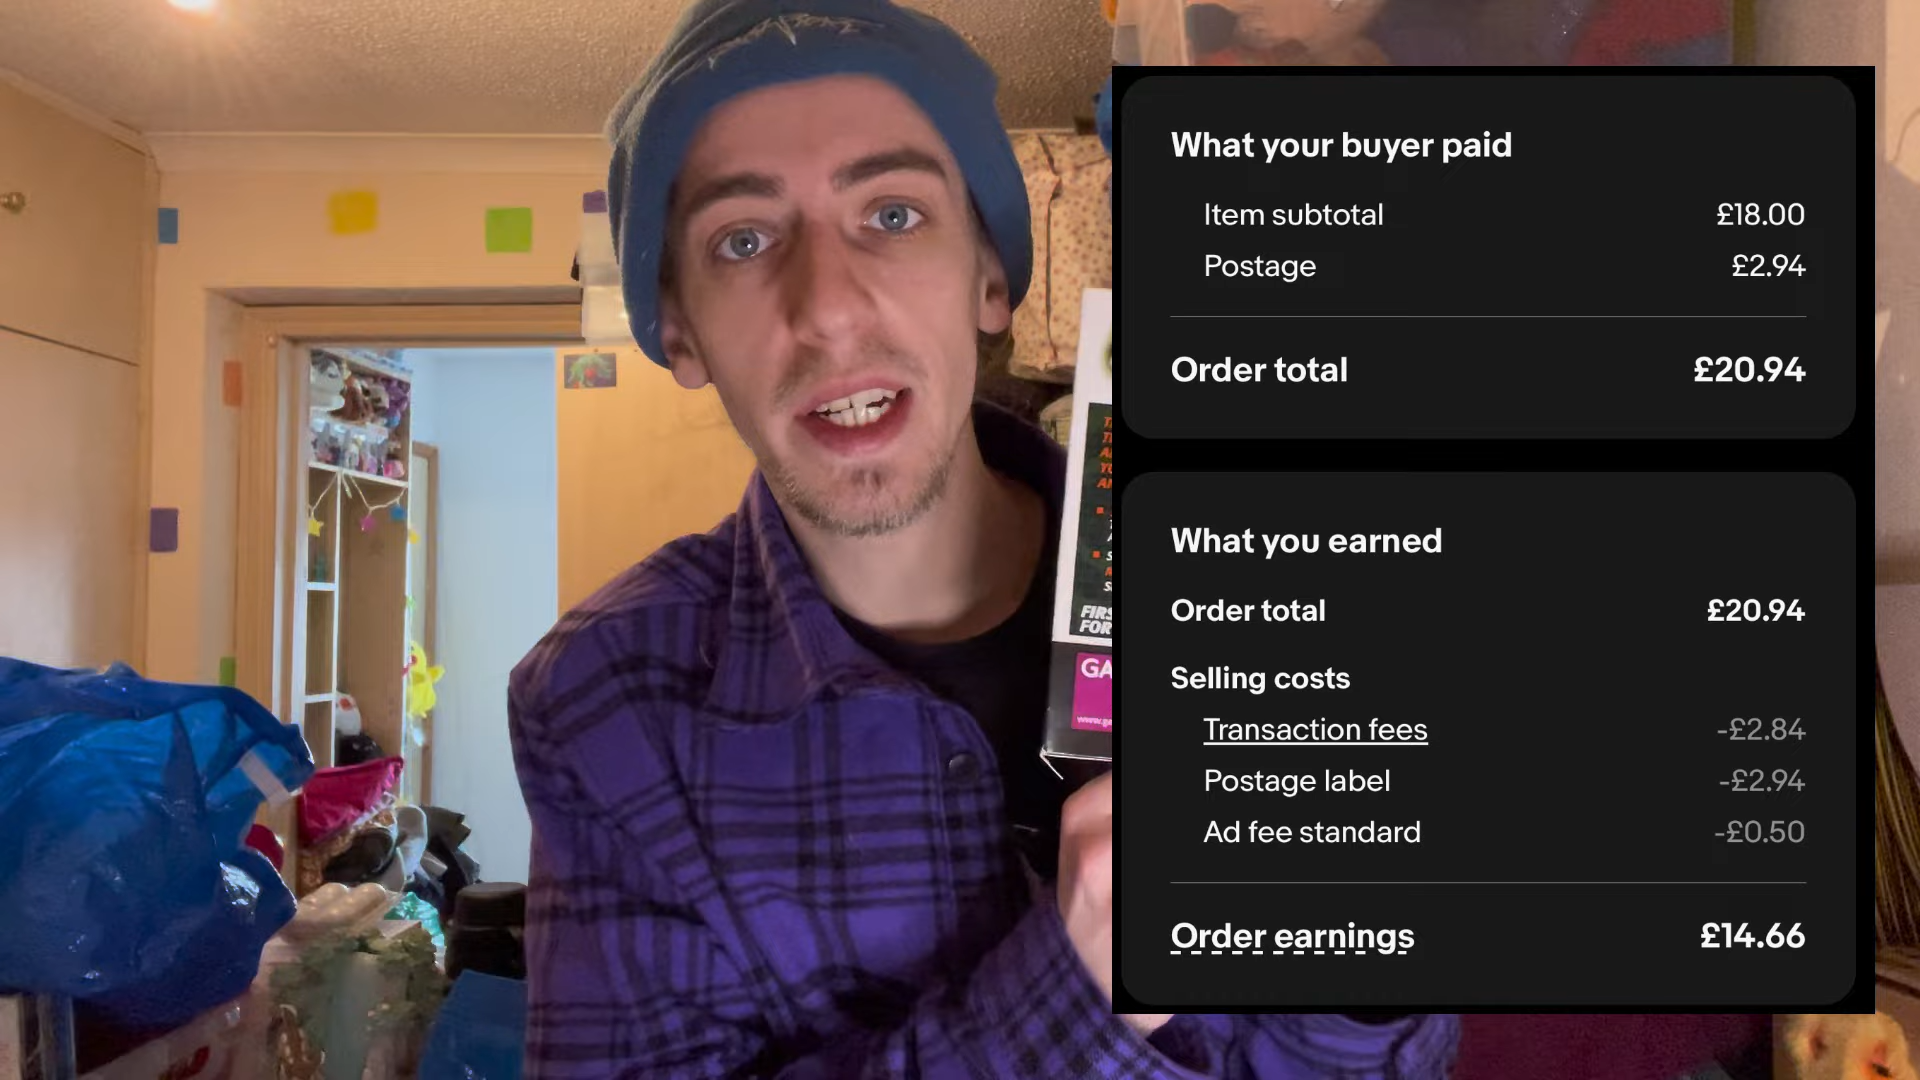 What your buyer paid
Item subtotal £18.00
Postage £2.94
Order total £20.94
What you earned
Order total £20.94
Selling costs
Transaction fees -£2.84
Postage label -£2.94
Ad fee standard -£0.50
Order earnings £14.66
GA